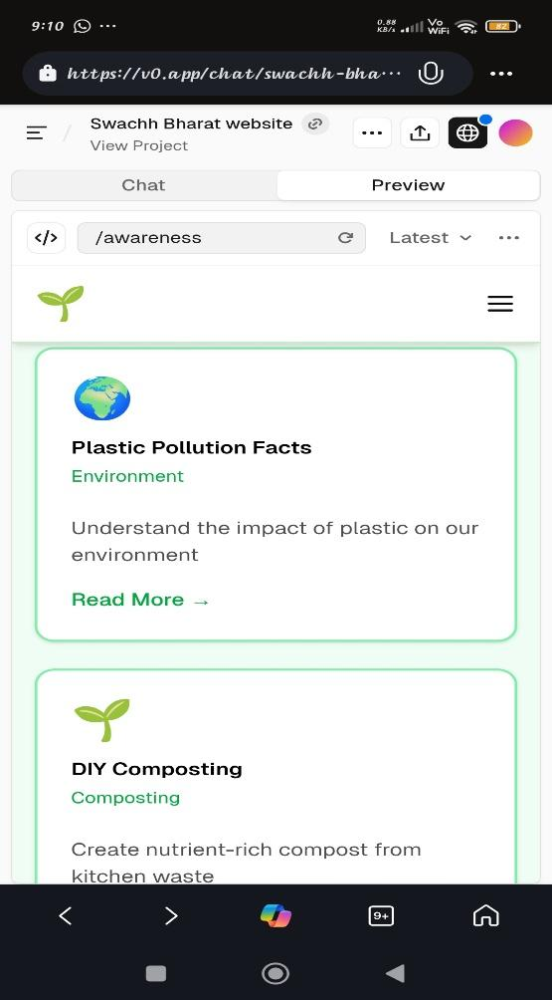 9:10
0.88
KB/s
Vo
WiFi
82
https://v0.app/chat/swachh-bha...
Swachh Bharat website
View Project
Chat
Preview
/awareness
Latest
Plastic Pollution Facts
Environment
Understand the impact of plastic on our
environment
Read More →
DIY Composting
Composting
Create nutrient-rich compost from
kitchen waste
9+